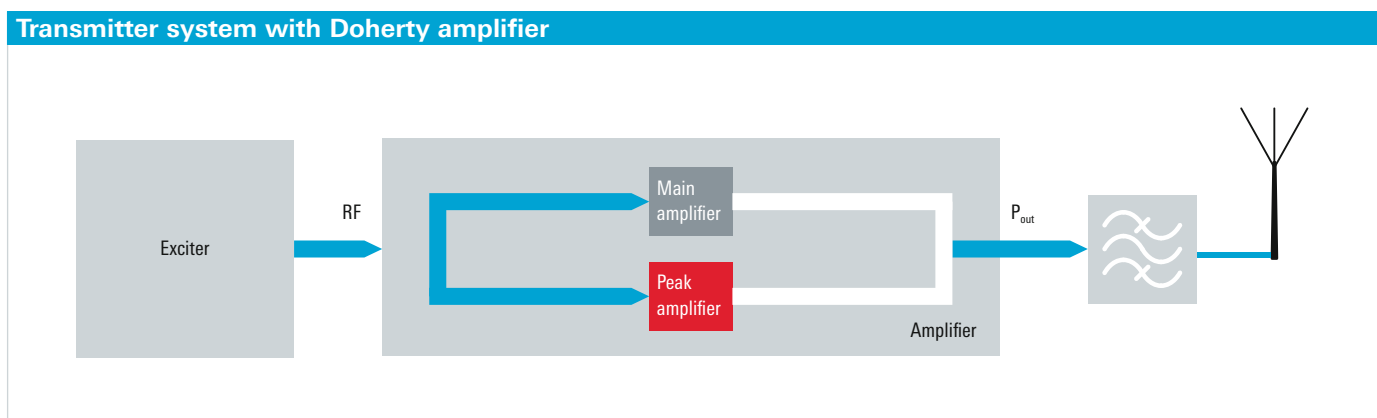 Transmitter system with Doherty amplifier
Exciter
RF
Main
amplifier
Peak
amplifier
Amplifier
Pout